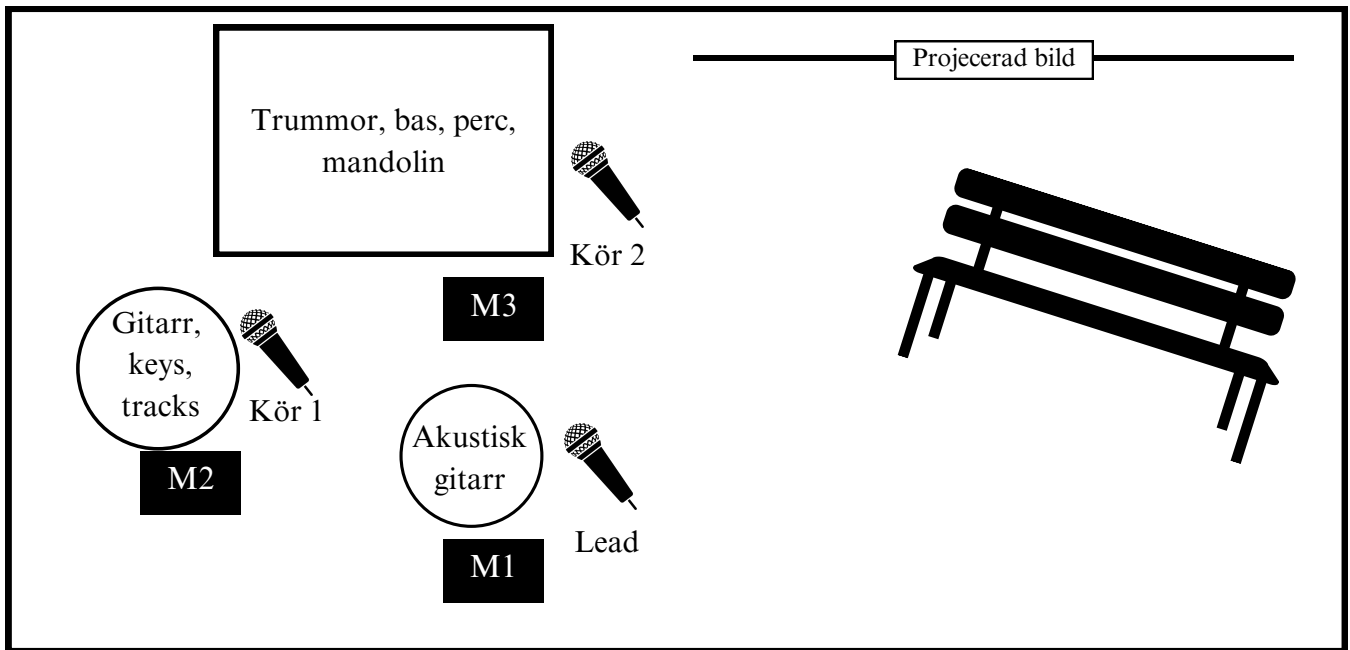 Projecerad bild
Trummor, bas, perc,
mandolin
Kör 2
M3
Gitarr,
keys,
tracks
Kör 1
M2
Akustisk
gitarr
Lead
M1